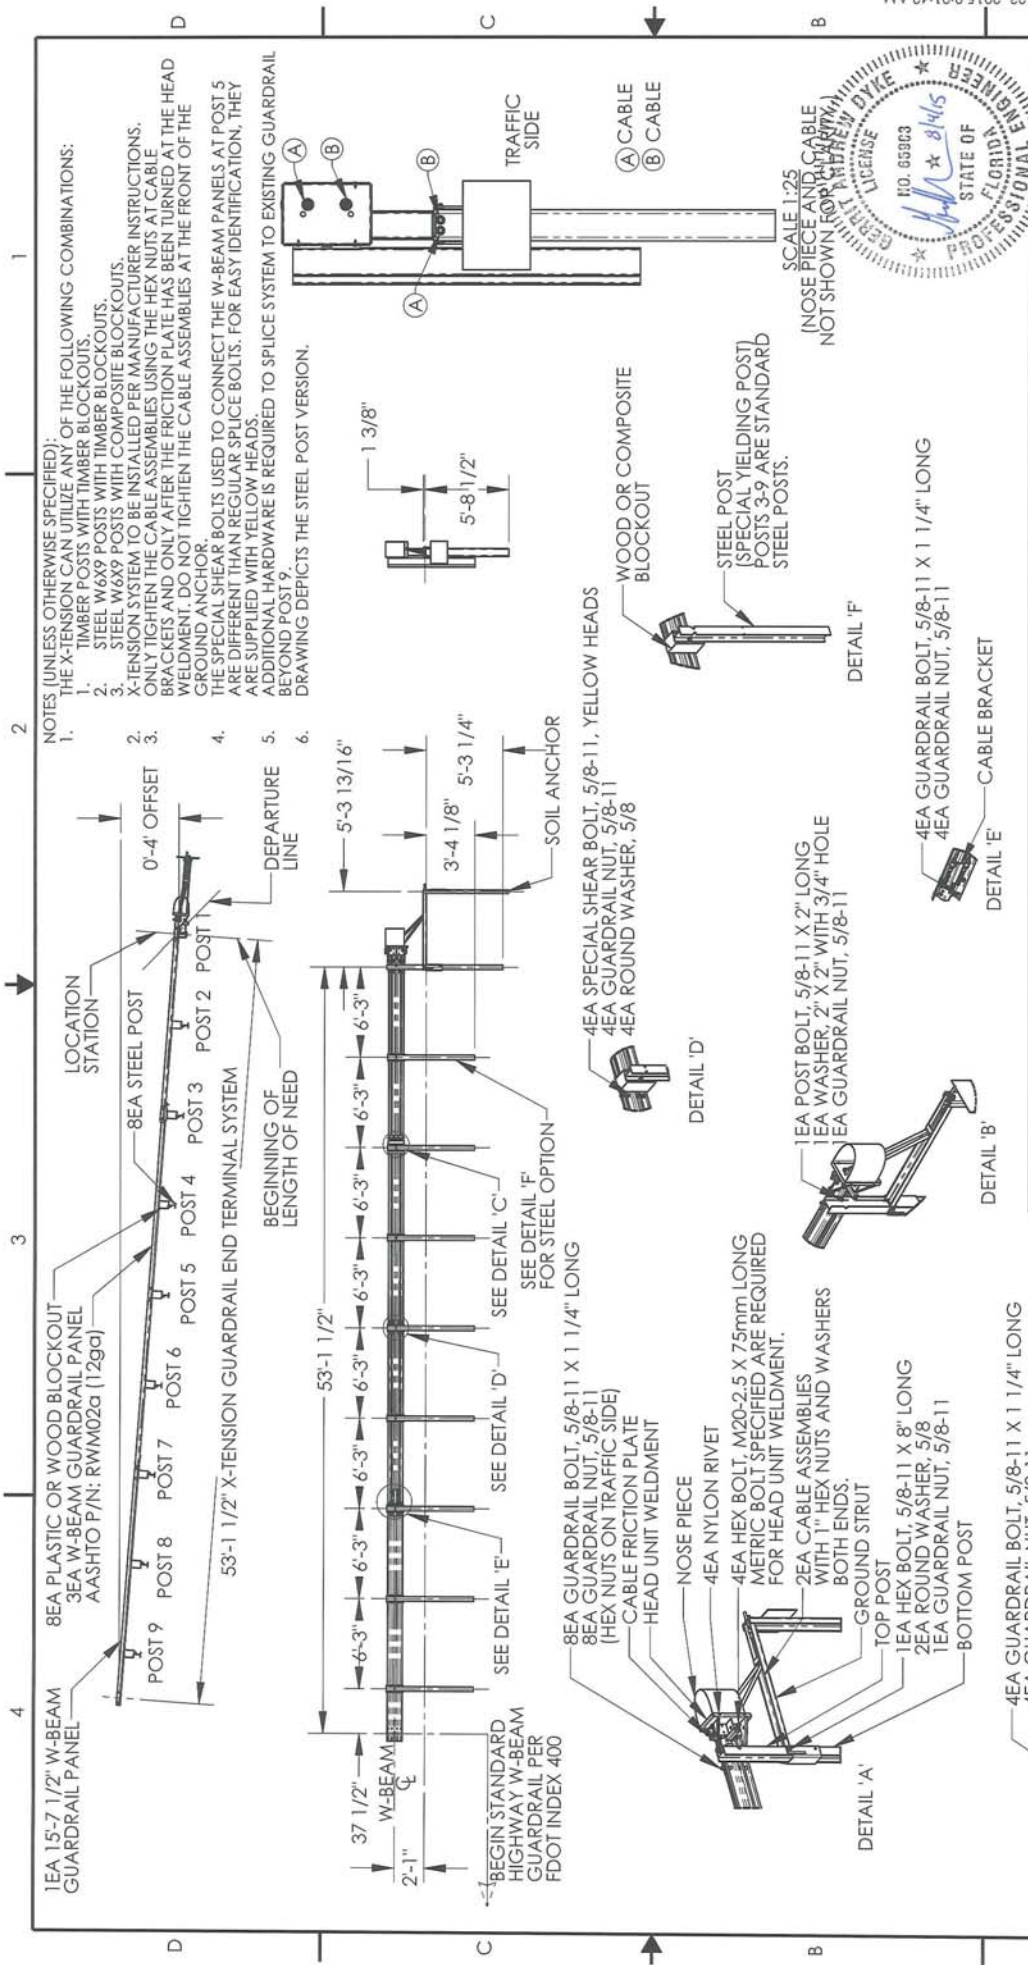 4
3
2
1
D
C
B
D
C
B
1EA 15'-7 1/2" W-BEAM
GUARDRAIL PANEL
8EA PLASTIC OR WOOD BLOCKOUT
3EA W-BEAM GUARDRAIL PANEL
AASHTO P/N: RWM02a (12ga)
8EA STEEL POST
LOCATION
STATION
0'-4' OFFSET
DEPARTURE
LINE
POST 9
POST 8
POST 7
POST 6
POST 5
POST 4
POST 3
POST 2
POST 1
53'-1 1/2" X-TENSION GUARDRAIL END TERMINAL SYSTEM
BEGINNING OF
LENGTH OF NEED
NOTES (UNLESS OTHERWISE SPECIFIED):
1. THE X-TENSION CAN UTILIZE ANY OF THE FOLLOWING COMBINATIONS:
1. TIMBER POSTS WITH TIMBER BLOCKOUTS.
2. STEEL W6X9 POSTS WITH TIMBER BLOCKOUTS.
3. STEEL W6X9 POSTS WITH COMPOSITE BLOCKOUTS.
2. X-TENSION SYSTEM TO BE INSTALLED PER MANUFACTURER INSTRUCTIONS.
3. ONLY TIGHTEN THE CABLE ASSEMBLIES USING THE HEX NUTS AT CABLE
BRACKETS AND ONLY AFTER THE FRICTION PLATE HAS BEEN TURNED AT THE HEAD
WELDMENT. DO NOT TIGHTEN THE CABLE ASSEMBLIES AT THE FRONT OF THE
GROUND ANCHOR.
4. THE SPECIAL SHEAR BOLTS USED TO CONNECT THE W-BEAM PANELS AT POST 5
ARE DIFFERENT THAN REGULAR SPLICE BOLTS. FOR EASY IDENTIFICATION, THEY
ARE SUPPLIED WITH YELLOW HEADS.
5. ADDITIONAL HARDWARE IS REQUIRED TO SPLICE SYSTEM TO EXISTING GUARDRAIL
BEYOND POST 9.
6. DRAWING DEPICTS THE STEEL POST VERSION.
37 1/2"
53'-1 1/2"
5'-3 13/16"
6'-3"
6'-3"
6'-3"
6'-3"
6'-3"
6'-3"
6'-3"
6'-3"
W-BEAM
2'-1"
3'-4 1/8"
5'-3 1/4"
SOIL ANCHOR
BEGIN STANDARD
HIGHWAY W-BEAM
GUARDRAIL PER
FDOT INDEX 400
SEE DETAIL 'E'
SEE DETAIL 'D'
SEE DETAIL 'C'
SEE DETAIL 'F'
FOR STEEL OPTION
1 3/8"
5'-8 1/2"
A
B
A
B
TRAFFIC
SIDE
A CABLE
B CABLE
SCALE 1:25
(NOSE PIECE AND CABLE
NOT SHOWN FOR CLARITY.)
8EA GUARDRAIL BOLT, 5/8-11 X 1 1/4" LONG
8EA GUARDRAIL NUT, 5/8-11
(HEX NUTS ON TRAFFIC SIDE)
CABLE FRICTION PLATE
HEAD UNIT WELDMENT
NOSE PIECE
4EA NYLON RIVET
4EA HEX BOLT, M20-2.5 X 75mm LONG
METRIC BOLT SPECIFIED ARE REQUIRED
FOR HEAD UNIT WELDMENT.
2EA CABLE ASSEMBLIES
WITH 1" HEX NUTS AND WASHERS
BOTH ENDS.
GROUND STRUT
TOP POST
1EA HEX BOLT, 5/8-11 X 8" LONG
2EA ROUND WASHER, 5/8
1EA GUARDRAIL NUT, 5/8-11
BOTTOM POST
DETAIL 'A'
4EA SPECIAL SHEAR BOLT, 5/8-11, YELLOW HEADS
4EA GUARDRAIL NUT, 5/8-11
4EA ROUND WASHER, 5/8
DETAIL 'D'
WOOD OR COMPOSITE
BLOCKOUT
STEEL POST
(SPECIAL YIELDING POST)
POSTS 3-9 ARE STANDARD
STEEL POSTS.
DETAIL 'F'
1EA POST BOLT, 5/8-11 X 2" LONG
1EA WASHER, 2" X 2" WITH 3/4" HOLE
1EA GUARDRAIL NUT, 5/8-11
DETAIL 'B'
4EA GUARDRAIL BOLT, 5/8-11 X 1 1/4" LONG
4EA GUARDRAIL NUT, 5/8-11
CABLE BRACKET
DETAIL 'E'
GERRIT ANDREW DYKE
LICENSE
NO. 65903
8/4/15
STATE OF
FLORIDA
PROFESSIONAL ENGINEER
4EA GUARDRAIL BOLT, 5/8-11 X 1 1/4" LONG